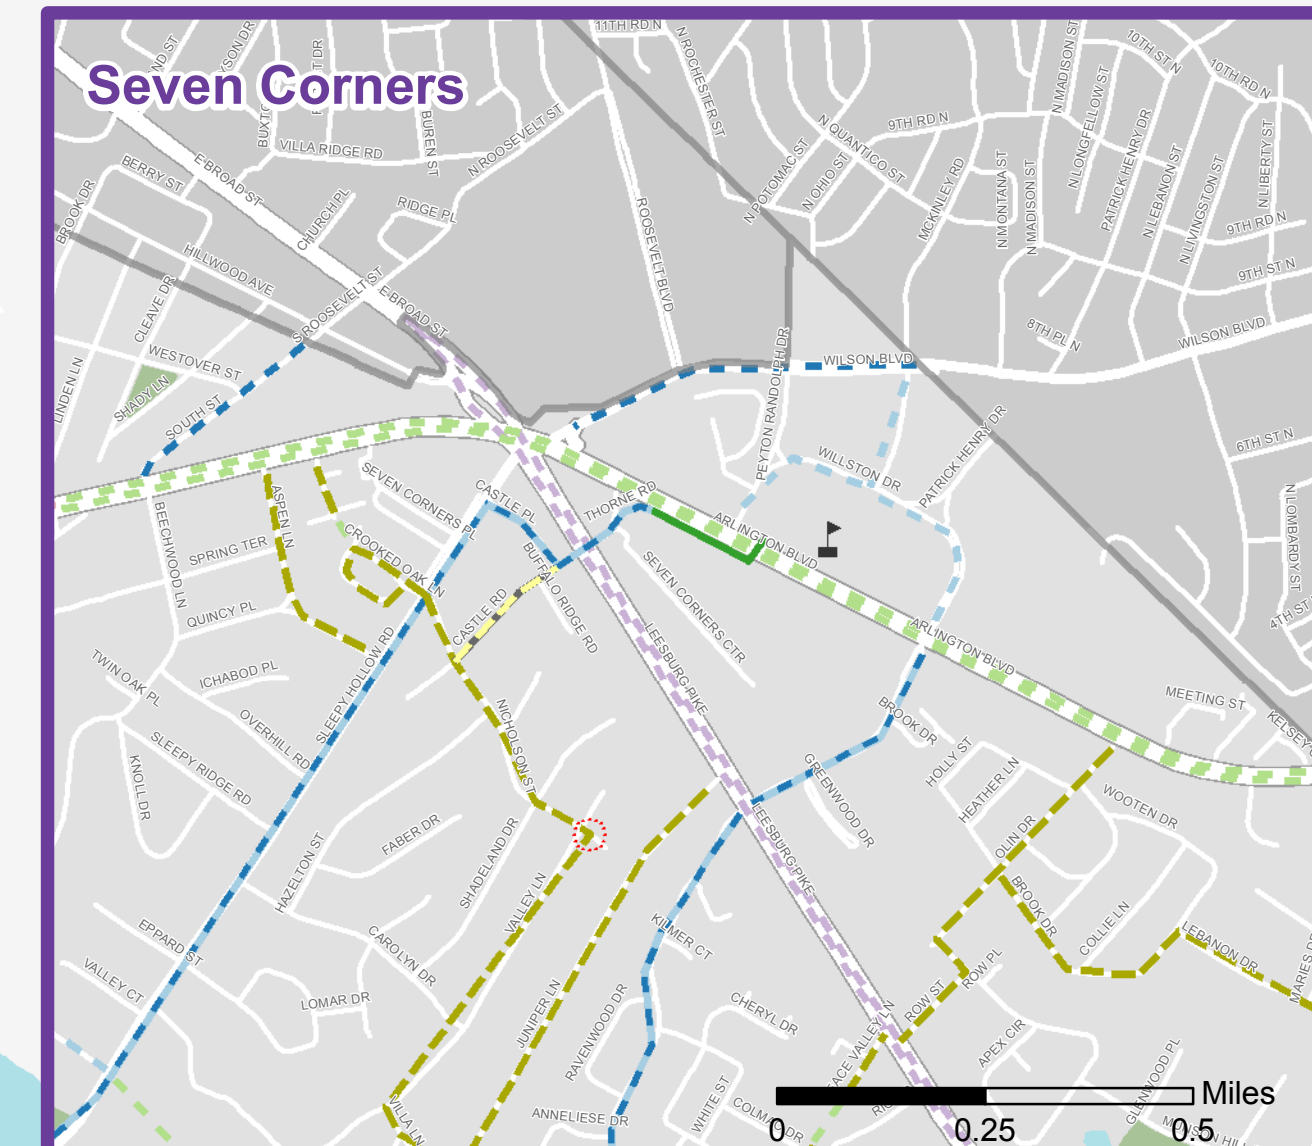 Seven Corners
11TH RD N
N ROCHESTER ST
N MADISON ST
10TH ST N
10TH RD N
N LONGFELLOW ST
PATRICK HENRY DR
N LIBERTY ST
N QUANTICO ST
9TH RD N
N ROOSEVELT ST
VILLA RIDGE RD
BUREN ST
E BROAD ST
BERRY ST
BROOK DR
CHURCH PL
RIDGE PL
N POTOMAC ST
N OHIO ST
MCKINLEY RD
N MONTANA ST
N MADISON ST
N LEBANON ST
N LIVINGSTON ST
9TH RD N
9TH ST N
ROOSEVELT BLVD
HILLWOOD AVE
CLEAVE DR
S ROOSEVELT ST
E BROAD ST
8TH PL N
WILSON BLVD
WILSON BLVD
PEYTON RANDOLPH DR
LINDEN LN
WESTOVER ST
SHADY LN
SOUTH ST
PATRICK HENRY DR
WILLSTON DR
6TH ST N
N LOMBARDY ST
4TH ST
SEVEN CORNERS PL
CASTLE PL
THORNE RD
ARLINGTON BLVD
ASPEN LN
BEECHWOOD LN
SPRING TER
CROOKED OAK LN
BUFFALO RIDGE RD
SEVEN CORNERS CTR
QUINCY PL
CASTLE RD
ARLINGTON BLVD
LEESBURG PIKE
SLEEPY HOLLOW RD
TWIN OAK PL
ICHABOD PL
OVERHILL RD
NICHOLSON ST
BROOK DR
MEETING ST
KELSEY
HOLLY ST
HEATHER LN
GREENWOOD DR
KNOLL DR
SLEEPY RIDGE RD
WOOTEN DR
LEESBURG PIKE
OLIN DR
HAZELTON ST
FABER DR
SHADELAND DR
VALLEY LN
BROOK DR
COLLIE LN
LEBANON DR
KILMER CT
EPPARD ST
CAROLYN DR
ROW PL
ROW ST
VALLEY CT
LOMAR DR
JUNIPER LN
RAVENWOOD DR
CHERYL DR
APEX CIR
GLENWOOD PL
VILLA LN
ANNELIESE DR
WHITE ST
Miles
0
0.25
0.5